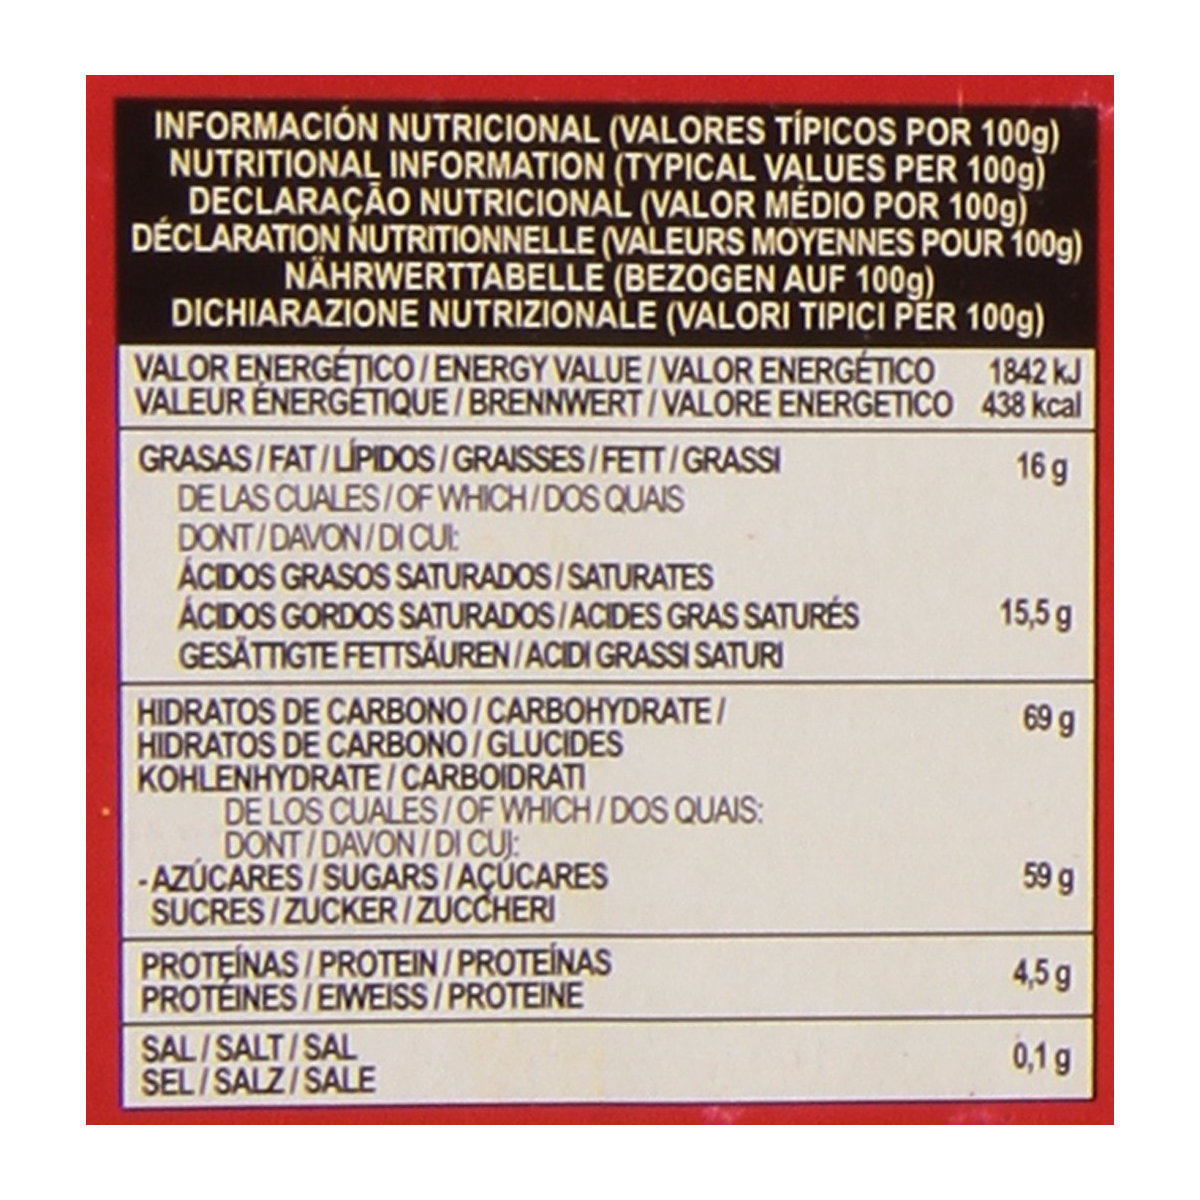 INFORMACIÓN NUTRICIONAL (VALORES TÍPICOS POR 100g)
NUTRITIONAL INFORMATION (TYPICAL VALUES PER 100g)
DECLARAÇÃO NUTRICIONAL (VALOR MÉDIO POR 100g)
DÉCLARATION NUTRITIONNELLE (VALEURS MOYENNES POUR 100g)
NÄHRWERTTABELLE (BEZOGEN AUF 100g)
DICHIARAZIONE NUTRIZIONALE (VALORI TIPICI PER 100g)
VALOR ENERGÉTICO / ENERGY VALUE / VALOR ENERGÉTICO 1842 kJ
VALEUR ÉNERGÉTIQUE / BRENNWERT / VALORE ENERGETICO 438 kcal
GRASAS / FAT / LÍPIDOS / GRAISSES / FETT / GRASSI 16 g
DE LAS CUALES / OF WHICH / DOS QUAIS
DONT / DAVON / DI CUI:
ÁCIDOS GRASOS SATURADOS / SATURATES
ÁCIDOS GORDOS SATURADOS / ACIDES GRAS SATURÉS 15,5 g
GESÄTTIGTE FETTSÄUREN / ACIDI GRASSI SATURI
HIDRATOS DE CARBONO / CARBOHYDRATE / 69 g
HIDRATOS DE CARBONO / GLUCIDES
KOHLENHYDRATE / CARBOIDRATI
DE LOS CUALES / OF WHICH / DOS QUAIS:
DONT / DAVON / DI CUI:
- AZÚCARES / SUGARS / AÇÚCARES 59 g
SUCRES / ZUCKER / ZUCCHERI
PROTEÍNAS / PROTEIN / PROTEÍNAS 4,5 g
PROTÉINES / EIWEISS / PROTEINE
SAL / SALT / SAL 0,1 g
SEL / SALZ / SALE